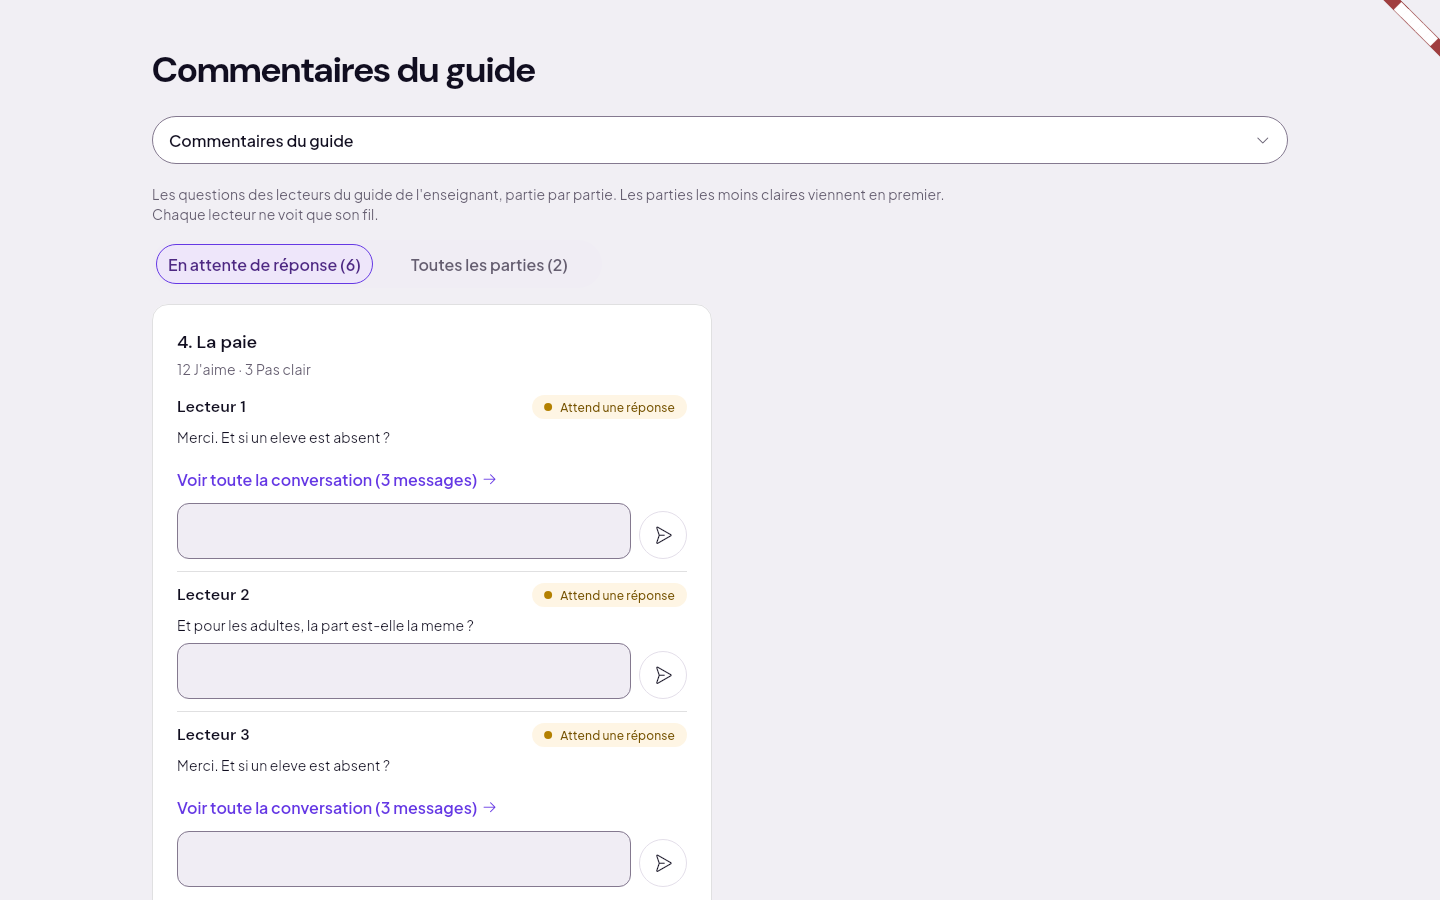 Commentaires du guide
Commentaires du guide
Les questions des lecteurs du guide de l'enseignant, partie par partie. Les parties les moins claires viennent en premier.
Chaque lecteur ne voit que son fil.
En attente de réponse (6)
Toutes les parties (2)
4. La paie
12 J'aime · 3 Pas clair
Lecteur 1
Attend une réponse
Merci. Et si un eleve est absent ?
Voir toute la conversation (3 messages) →
Lecteur 2
Attend une réponse
Et pour les adultes, la part est-elle la meme ?
Lecteur 3
Attend une réponse
Merci. Et si un eleve est absent ?
Voir toute la conversation (3 messages) →